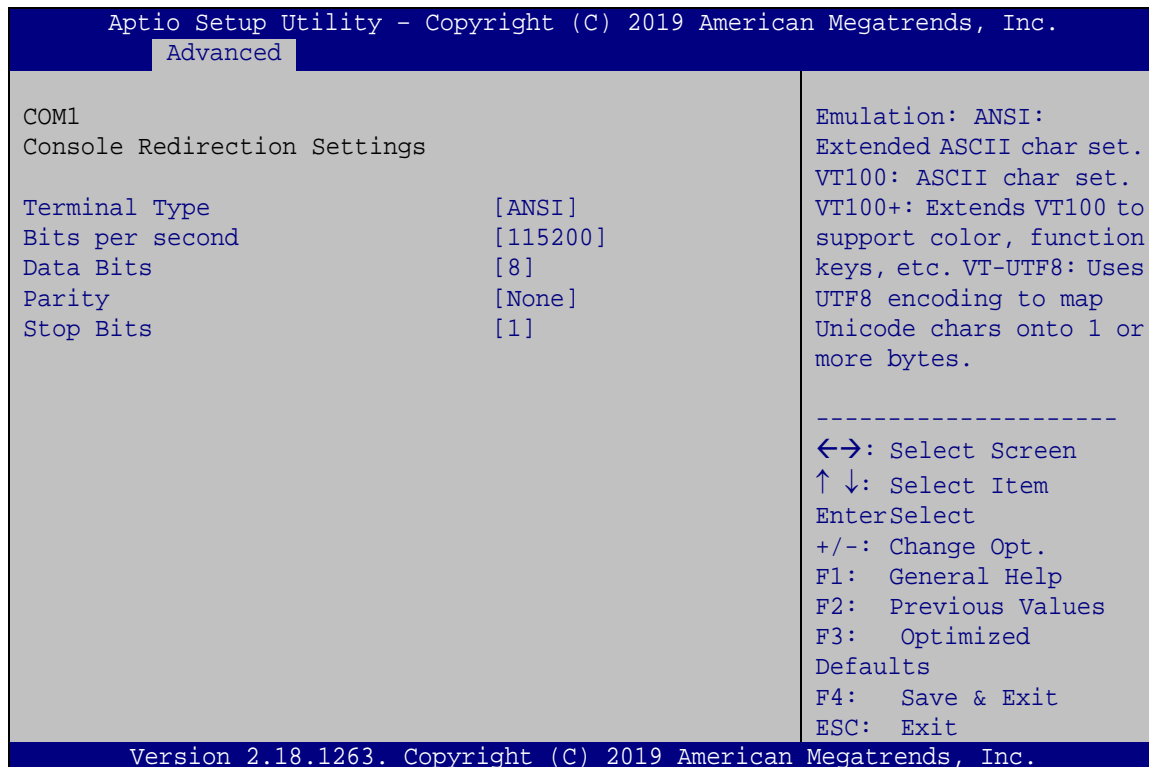 Aptio Setup Utility – Copyright (C) 2019 American Megatrends, Inc.
Advanced
COM1
Console Redirection Settings
Terminal Type [ANSI]
Bits per second [115200]
Data Bits [8]
Parity [None]
Stop Bits [1]
Emulation: ANSI:
Extended ASCII char set.
VT100: ASCII char set.
VT100+: Extends VT100 to
support color, function
keys, etc. VT-UTF8: Uses
UTF8 encoding to map
Unicode chars onto 1 or
more bytes.
---------------------
←→: Select Screen
↑ ↓: Select Item
EnterSelect
+/-: Change Opt.
F1: General Help
F2: Previous Values
F3: Optimized
Defaults
F4: Save & Exit
ESC: Exit
Version 2.18.1263. Copyright (C) 2019 American Megatrends, Inc.